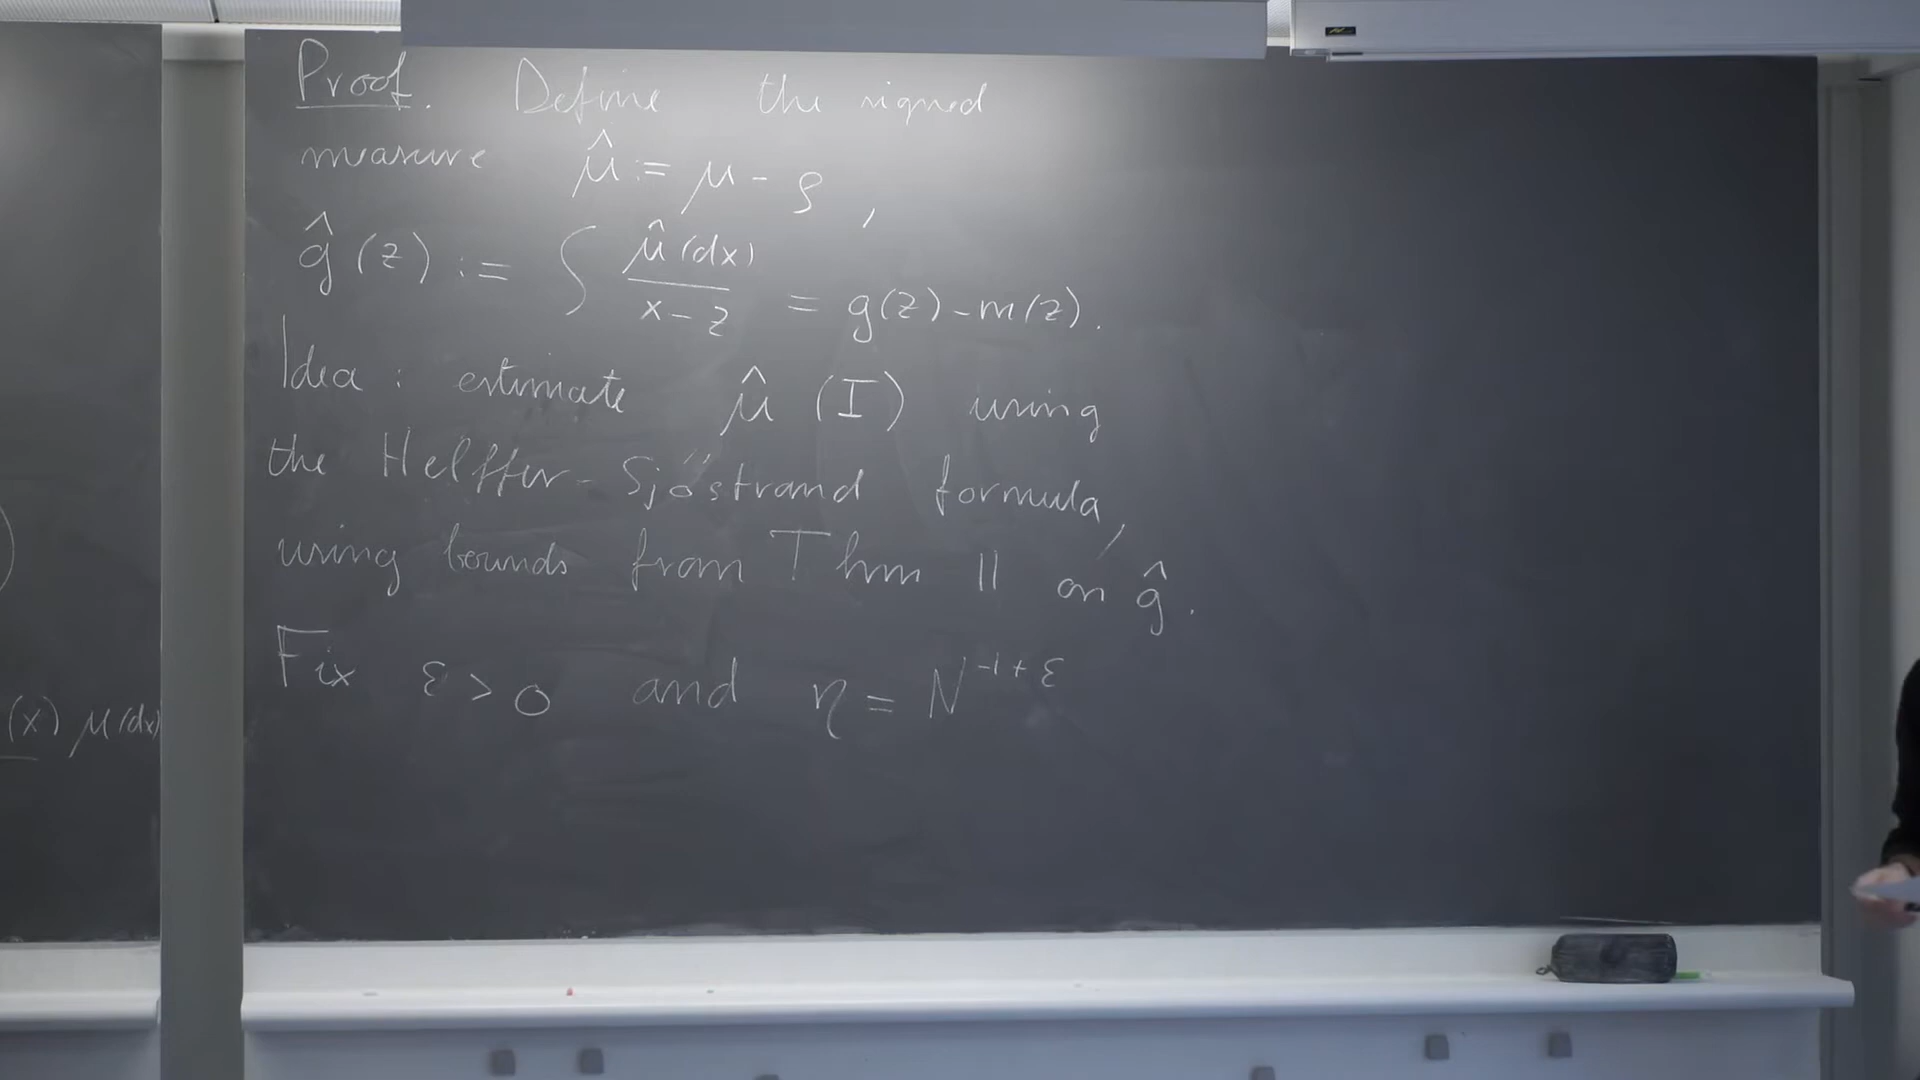 Proof. Define the signed
measure μ̂ := μ - ρ,
ĝ(z) := ∫ μ̂(dx)/(x-z) = g(z) - m(z).
Idea: estimate μ̂(I) using
the Helffer-Sjöstrand formula,
using bounds from Thm 11 on ĝ.
Fix ε > 0 and η = N^{-1+ε}
(x) μ(dx)